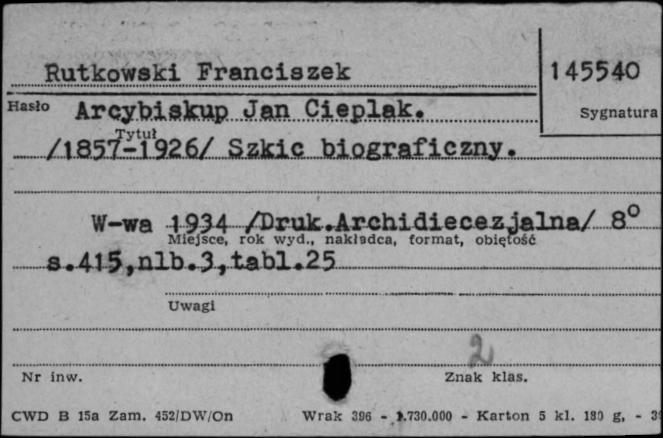 Rutkowski Franciszek
145540
Hasło
Arcybiskup Jan Cieplak.
Sygnatura
Tytuł
/1857-1926/ Szkic biograficzny.
W-wa 1934 /Druk.Archidiecezjalna/ 8°
Miejsce, rok wyd., nakładca, format, objętość
s.415,nlb.3,tabl.25
Uwagi
2
Nr inw.
Znak klas.
CWD B 15a Zam. 452/DW/On
Wrak 396 - 1.730.000 - Karton 5 kl. 180 g, -